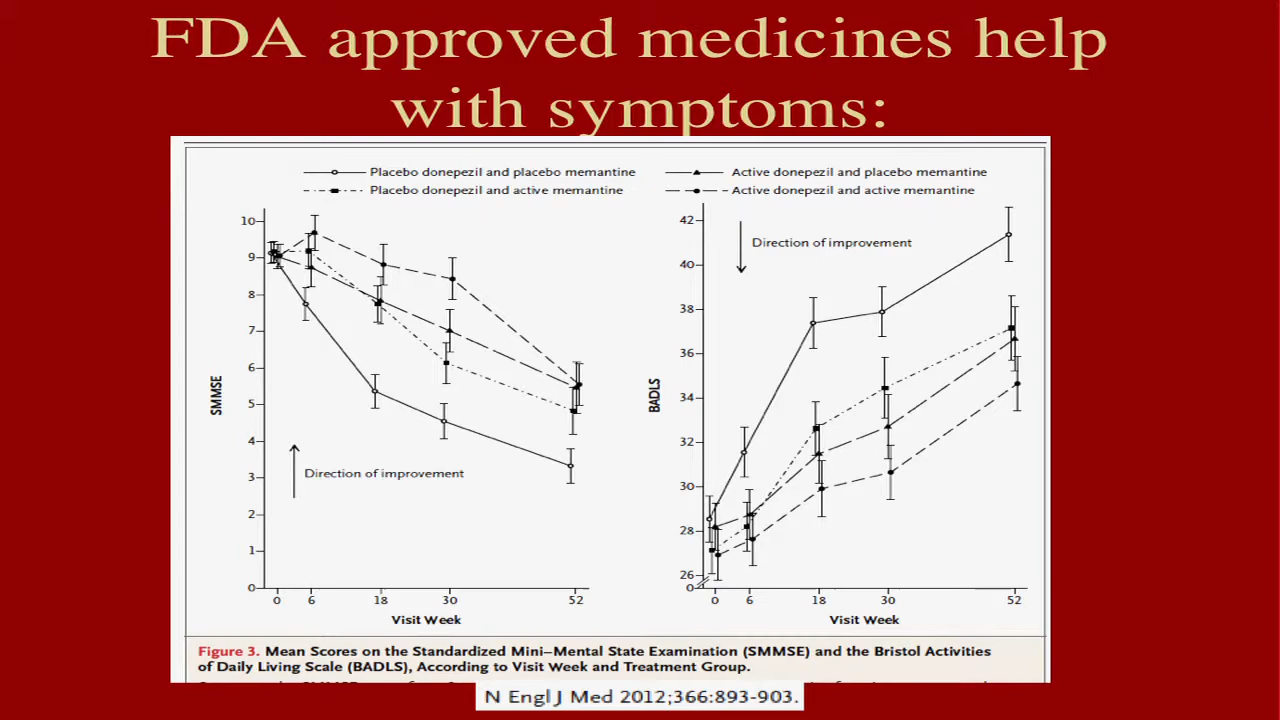 FDA approved medicines help
with symptoms:
Placebo donepezil and placebo memantine
Placebo donepezil and active memantine
Active donepezil and placebo memantine
Active donepezil and active memantine
10
9
8
7
6
5
4
3
2
1
0
SMMSE
Direction of improvement
0 6 18 30 52
Visit Week
42
40
38
36
34
32
30
28
26
0
BADLS
Direction of improvement
0 6 18 30 52
Visit Week
Figure 3. Mean Scores on the Standardized Mini–Mental State Examination (SMMSE) and the Bristol Activities
of Daily Living Scale (BADLS), According to Visit Week and Treatment Group.
N Engl J Med 2012;366:893-903.